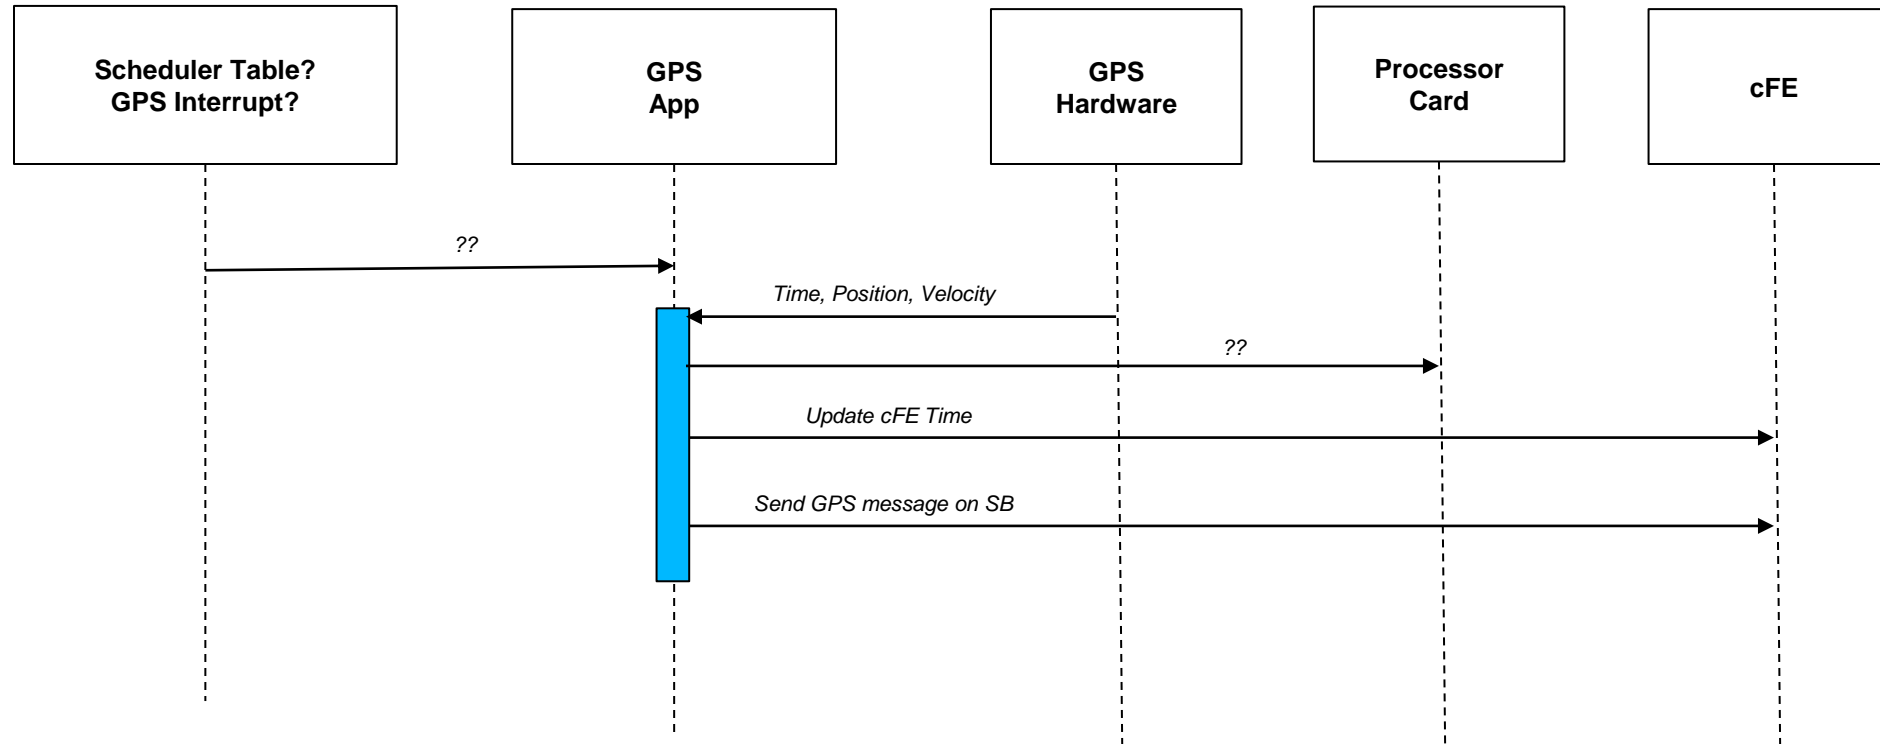 Scheduler Table?
GPS Interrupt?
GPS
App
GPS
Hardware
Processor
Card
cFE
??
Time, Position, Velocity
??
Update cFE Time
Send GPS message on SB